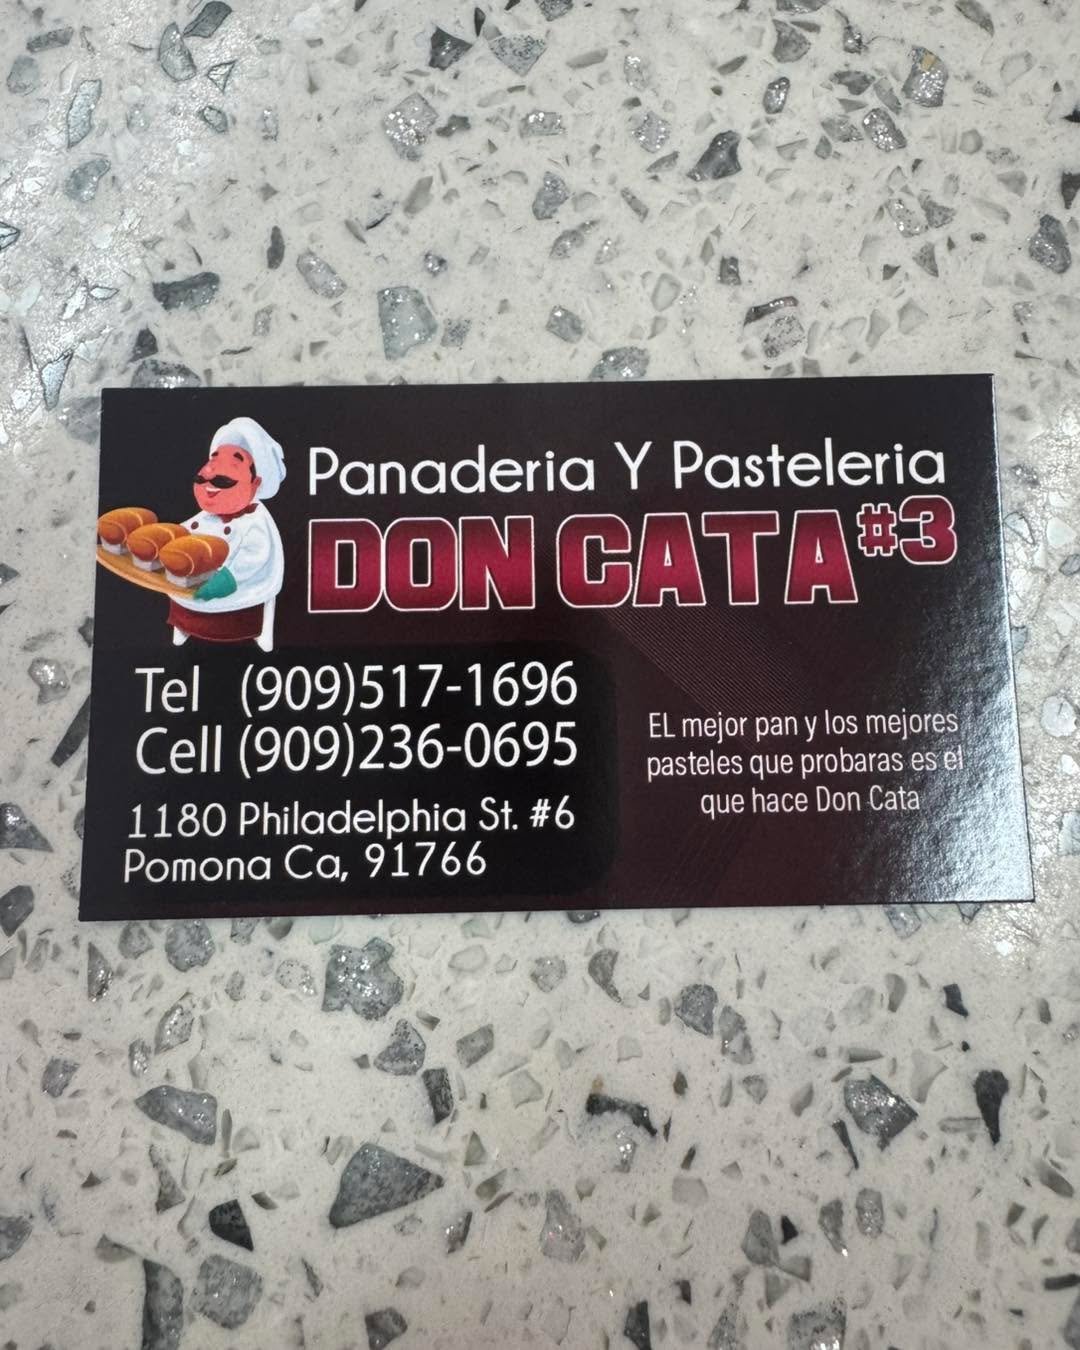 Panaderia Y Pasteleria
DON CATA #3
Tel (909)517-1696
Cell (909)236-0695
1180 Philadelphia St. #6
Pomona Ca, 91766
EL mejor pan y los mejores
pasteles que probaras es el
que hace Don Cata